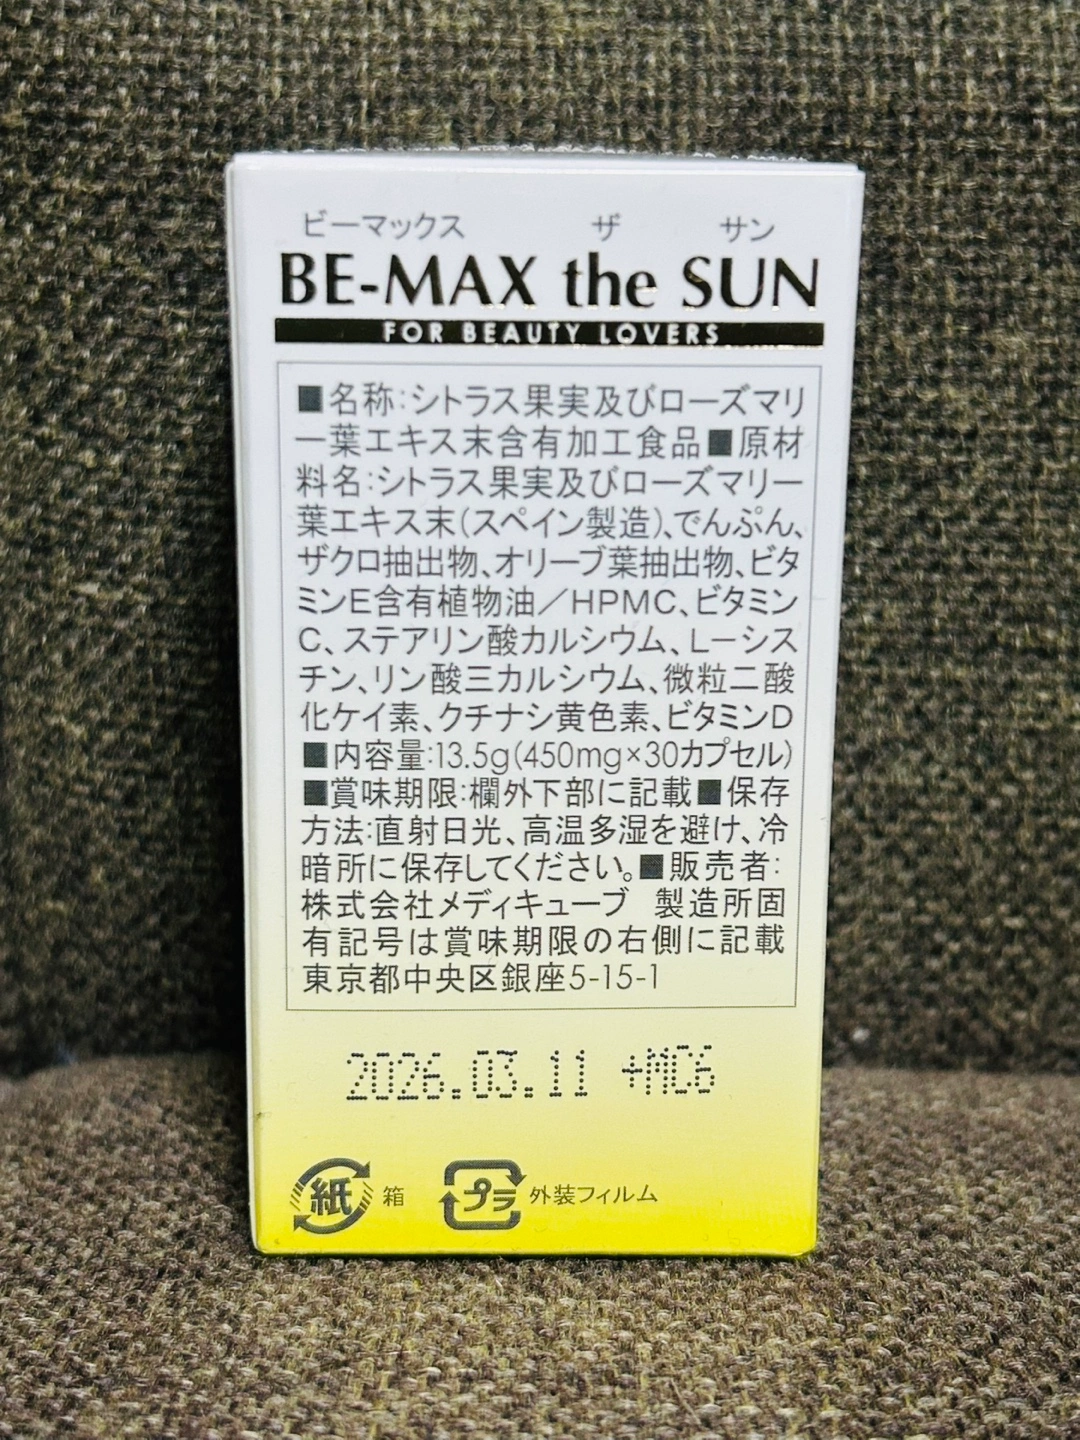 ビーマックス ザ サン
BE-MAX the SUN
FOR BEAUTY LOVERS
■名称:シトラス果実及びローズマリ
ー葉エキス末含有加工食品■原材
料名:シトラス果実及びローズマリー
葉エキス末(スペイン製造)、でんぷん、
ザクロ抽出物、オリーブ葉抽出物、ビタ
ミンE含有植物油/HPMC、ビタミン
C、ステアリン酸カルシウム、L-シス
チン、リン酸三カルシウム、微粒二酸
化ケイ素、クチナシ黄色素、ビタミンD
■内容量:13.5g(450mg×30カプセル)
■賞味期限:欄外下部に記載■保存
方法:直射日光、高温多湿を避け、冷
暗所に保存してください。■販売者:
株式会社メディキューブ 製造所固
有記号は賞味期限の右側に記載
東京都中央区銀座5-15-1
2026.03.11 +MC6
紙 箱 プラ 外装フィルム